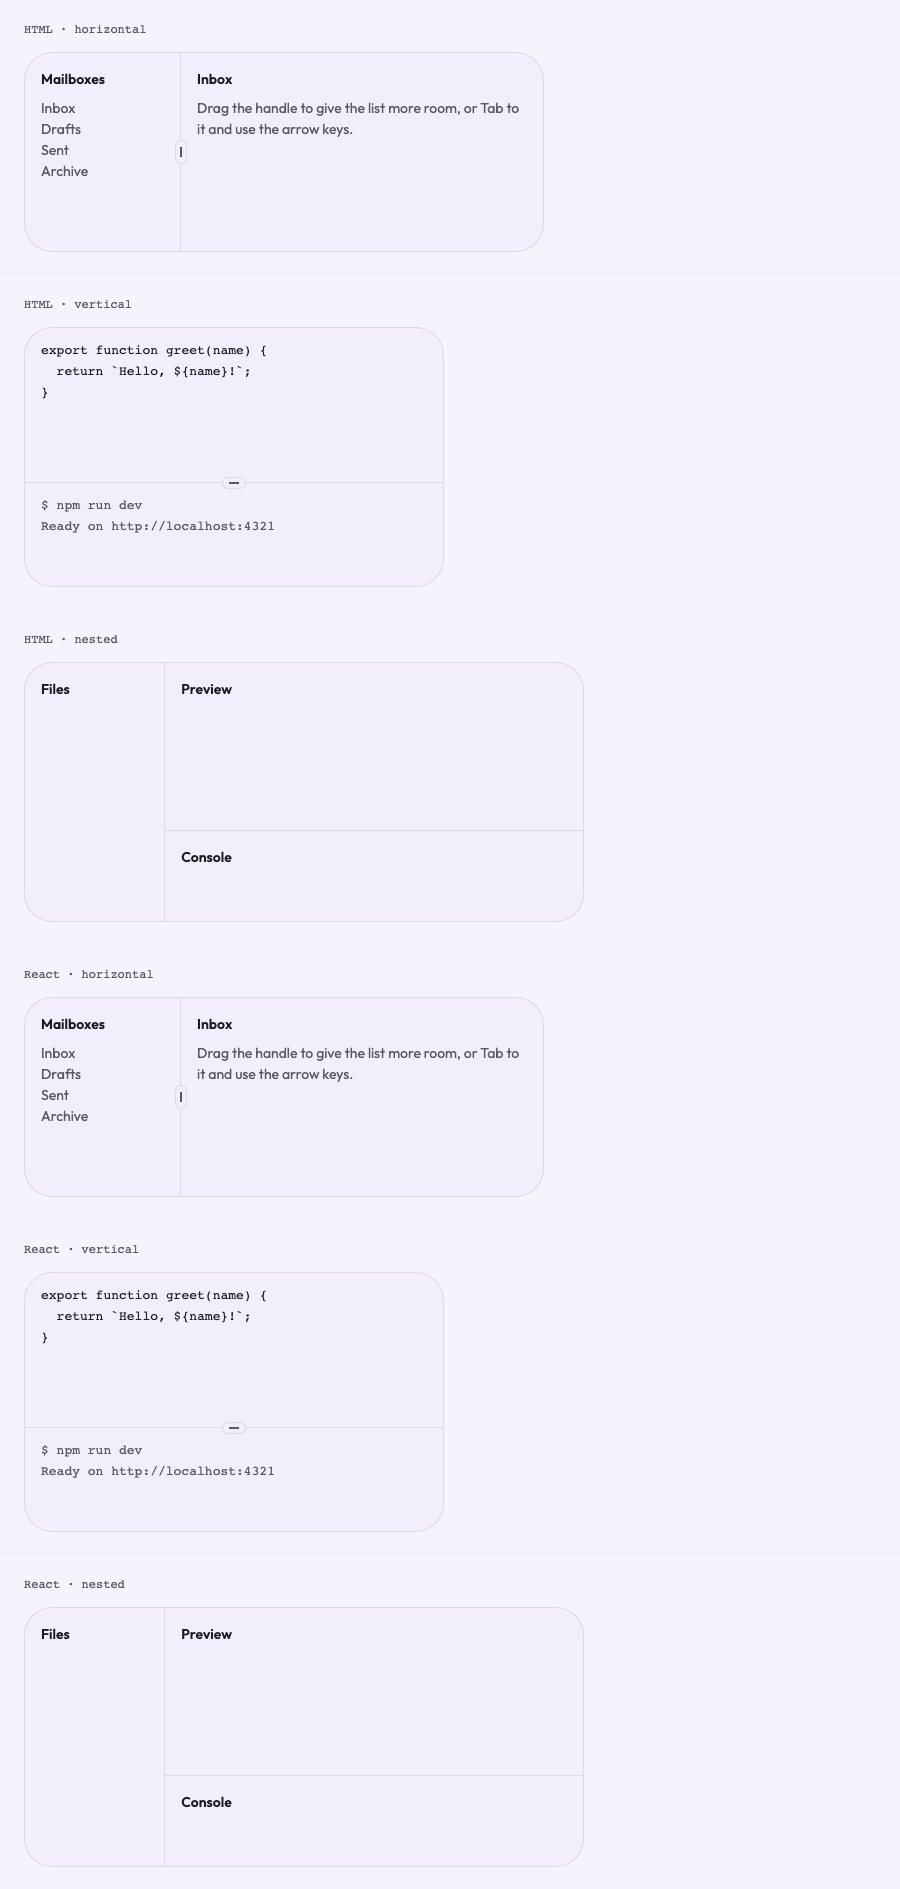 HTML · horizontal
Mailboxes
Inbox
Drafts
Sent
Archive
Inbox
Drag the handle to give the list more room, or Tab to
it and use the arrow keys.
HTML · vertical
export function greet(name) {
  return `Hello, ${name}!`;
}
$ npm run dev
Ready on http://localhost:4321
HTML · nested
Files
Preview
Console
React · horizontal
Mailboxes
Inbox
Drafts
Sent
Archive
Inbox
Drag the handle to give the list more room, or Tab to
it and use the arrow keys.
React · vertical
export function greet(name) {
  return `Hello, ${name}!`;
}
$ npm run dev
Ready on http://localhost:4321
React · nested
Files
Preview
Console